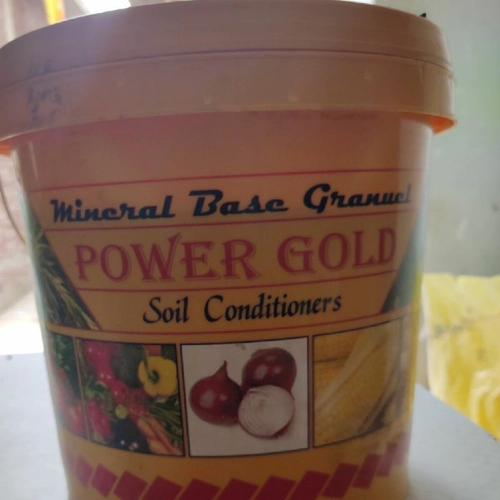 Mineral Base Granuel
POWER GOLD
Soil Conditioners